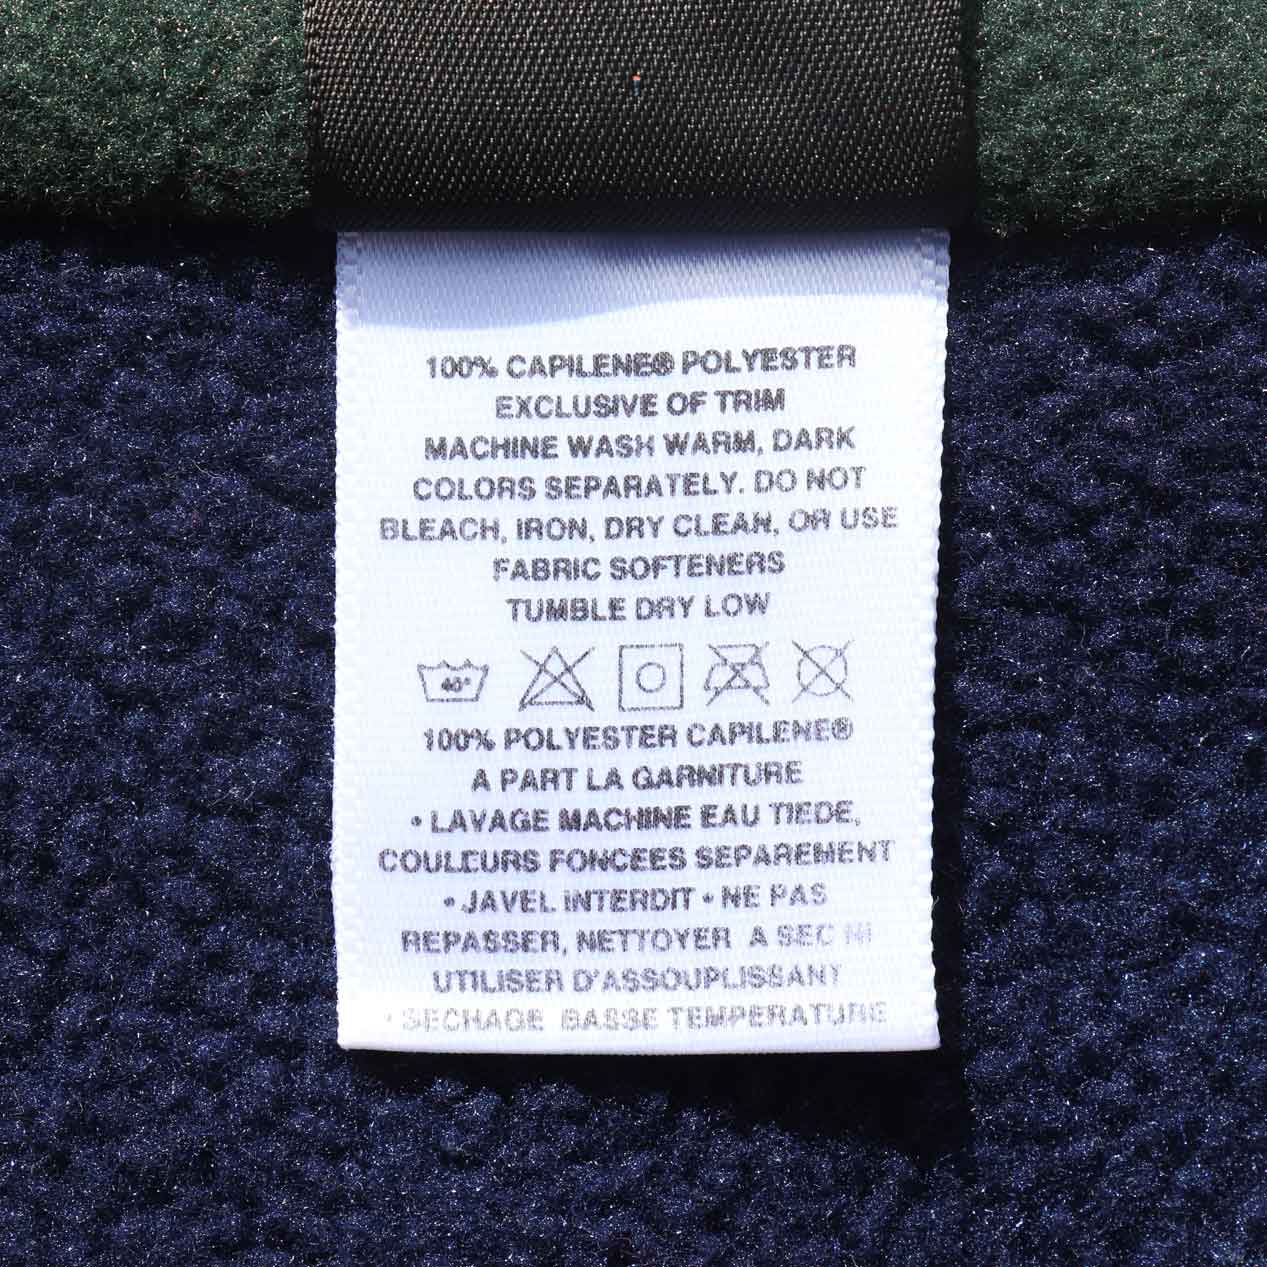 100% CAPILENE® POLYESTER
EXCLUSIVE OF TRIM
MACHINE WASH WARM, DARK
COLORS SEPARATELY. DO NOT
BLEACH, IRON, DRY CLEAN, OR USE
FABRIC SOFTENERS
TUMBLE DRY LOW
40°
100% POLYESTER CAPILENE®
A PART LA GARNITURE
• LAVAGE MACHINE EAU TIEDE,
COULEURS FONCEES SEPAREMENT
• JAVEL INTERDIT • NE PAS
REPASSER, NETTOYER A SEC NI
UTILISER D'ASSOUPLISSANT
• SECHAGE BASSE TEMPERATURE